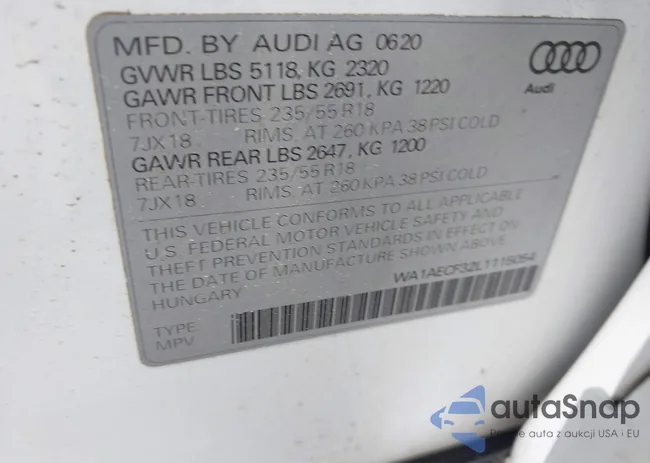 MFD. BY AUDI AG 0620
GVWR LBS 5118, KG 2320
GAWR FRONT LBS 2691, KG 1220
FRONT-TIRES 235/55 R18
7JX18 RIMS, AT 260 KPA 38 PSI COLD
GAWR REAR LBS 2647, KG 1200
REAR-TIRES 235/55 R18
7JX18 RIMS, AT 260 KPA 38 PSI COLD
THIS VEHICLE CONFORMS TO ALL APPLICABLE
U.S. FEDERAL MOTOR VEHICLE SAFETY AND
THEFT PREVENTION STANDARDS IN EFFECT ON
THE DATE OF MANUFACTURE SHOWN ABOVE
HUNGARY
WA1AECF32L1115054
TYPE
MPV
Audi
autaSnap
auta z aukcji USA i EU